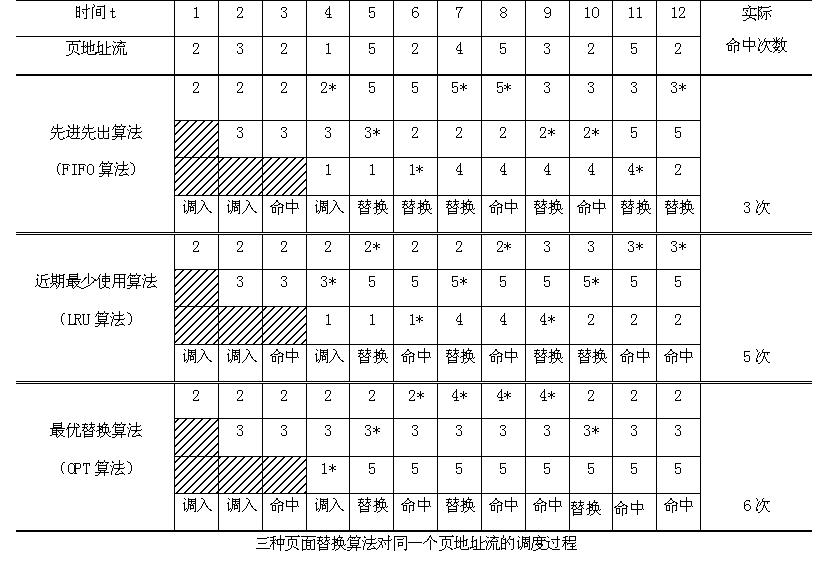 时间t 1 2 3 4 5 6 7 8 9 10 11 12 实际
页地址流 2 3 2 1 5 2 4 5 3 2 5 2 命中次数
2 2 2 2* 5 5 5* 5* 3 3 3 3*
先进先出算法 3 3 3 3* 2 2 2 2* 2* 5 5
(FIFO 算法) 1 1 1* 4 4 4 4 4* 2
调入 调入 命中 调入 替换 替换 替换 命中 替换 命中 替换 替换 3次
2 2 2 2 2* 2 2 2* 3 3 3* 3*
近期最少使用算法 3 3 3* 5 5 5* 5 5 5* 5 5
(LRU 算法) 1 1 1* 4 4 4* 2 2 2
调入 调入 命中 调入 替换 命中 替换 命中 替换 替换 命中 命中 5次
2 2 2 2 2 2* 4* 4* 4* 2 2 2
最优替换算法 3 3 3 3* 3 3 3 3 3* 3 3
(OPT 算法) 1* 5 5 5 5 5 5 5 5
调入 调入 命中 调入 替换 命中 替换 命中 命中 替换 命中 命中 6次
三种页面替换算法对同一个页地址流的调度过程